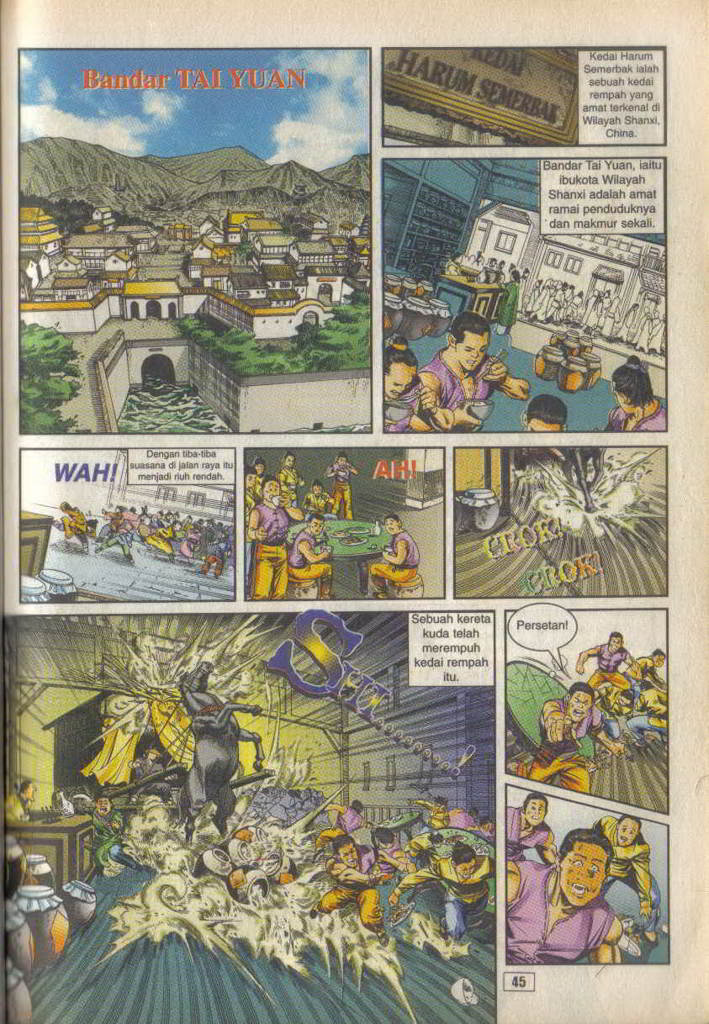 Bandar TAI YUAN
KEDAI
HARUM SEMERBAK
Kedai Harum
Semerbak ialah
sebuah kedai
rempah yang
amat terkenal di
Wilayah Shanxi,
China.
Bandar Tai Yuan, iaitu
ibukota Wilayah
Shanxi adalah amat
ramai penduduknya
dan makmur sekali.
WAH!
Dengan tiba-tiba
suasana di jalan raya itu
menjadi riuh rendah.
AH!
CROK!
CROK!
Sebuah kereta
kuda telah
merempuh
kedai rempah
itu.
Persetan!
45